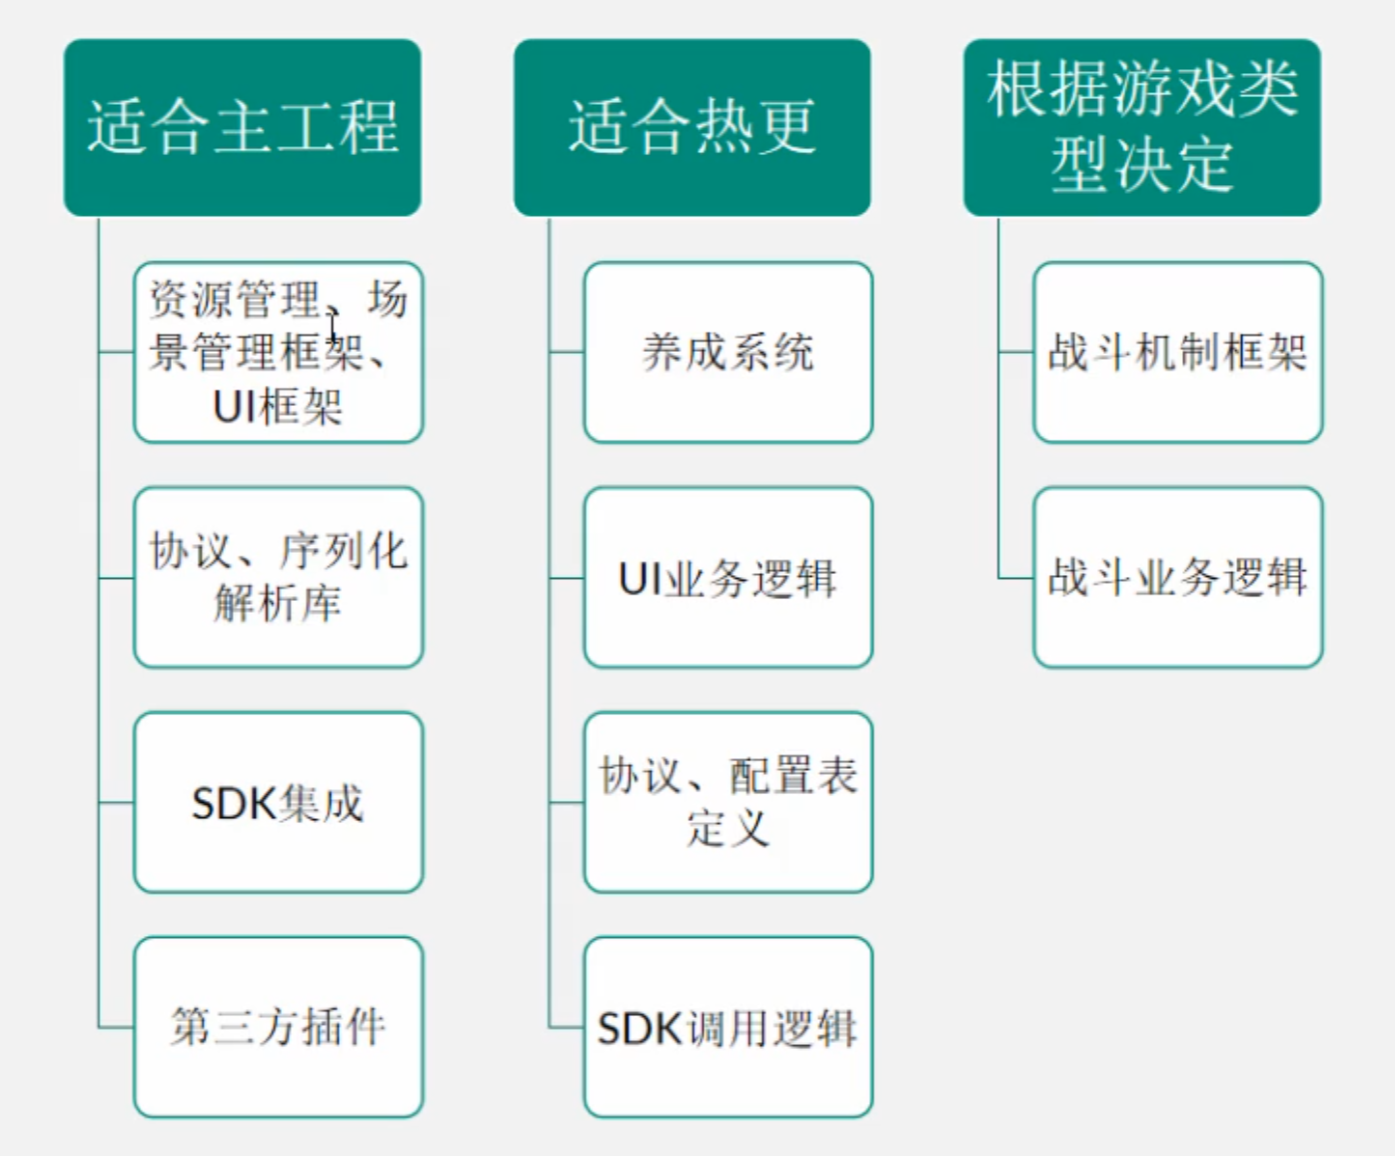 适合主工程
资源管理、场
景管理框架、
UI框架
协议、序列化
解析库
SDK集成
第三方插件
适合热更
养成系统
UI业务逻辑
协议、配置表
定义
SDK调用逻辑
根据游戏类
型决定
战斗机制框架
战斗业务逻辑